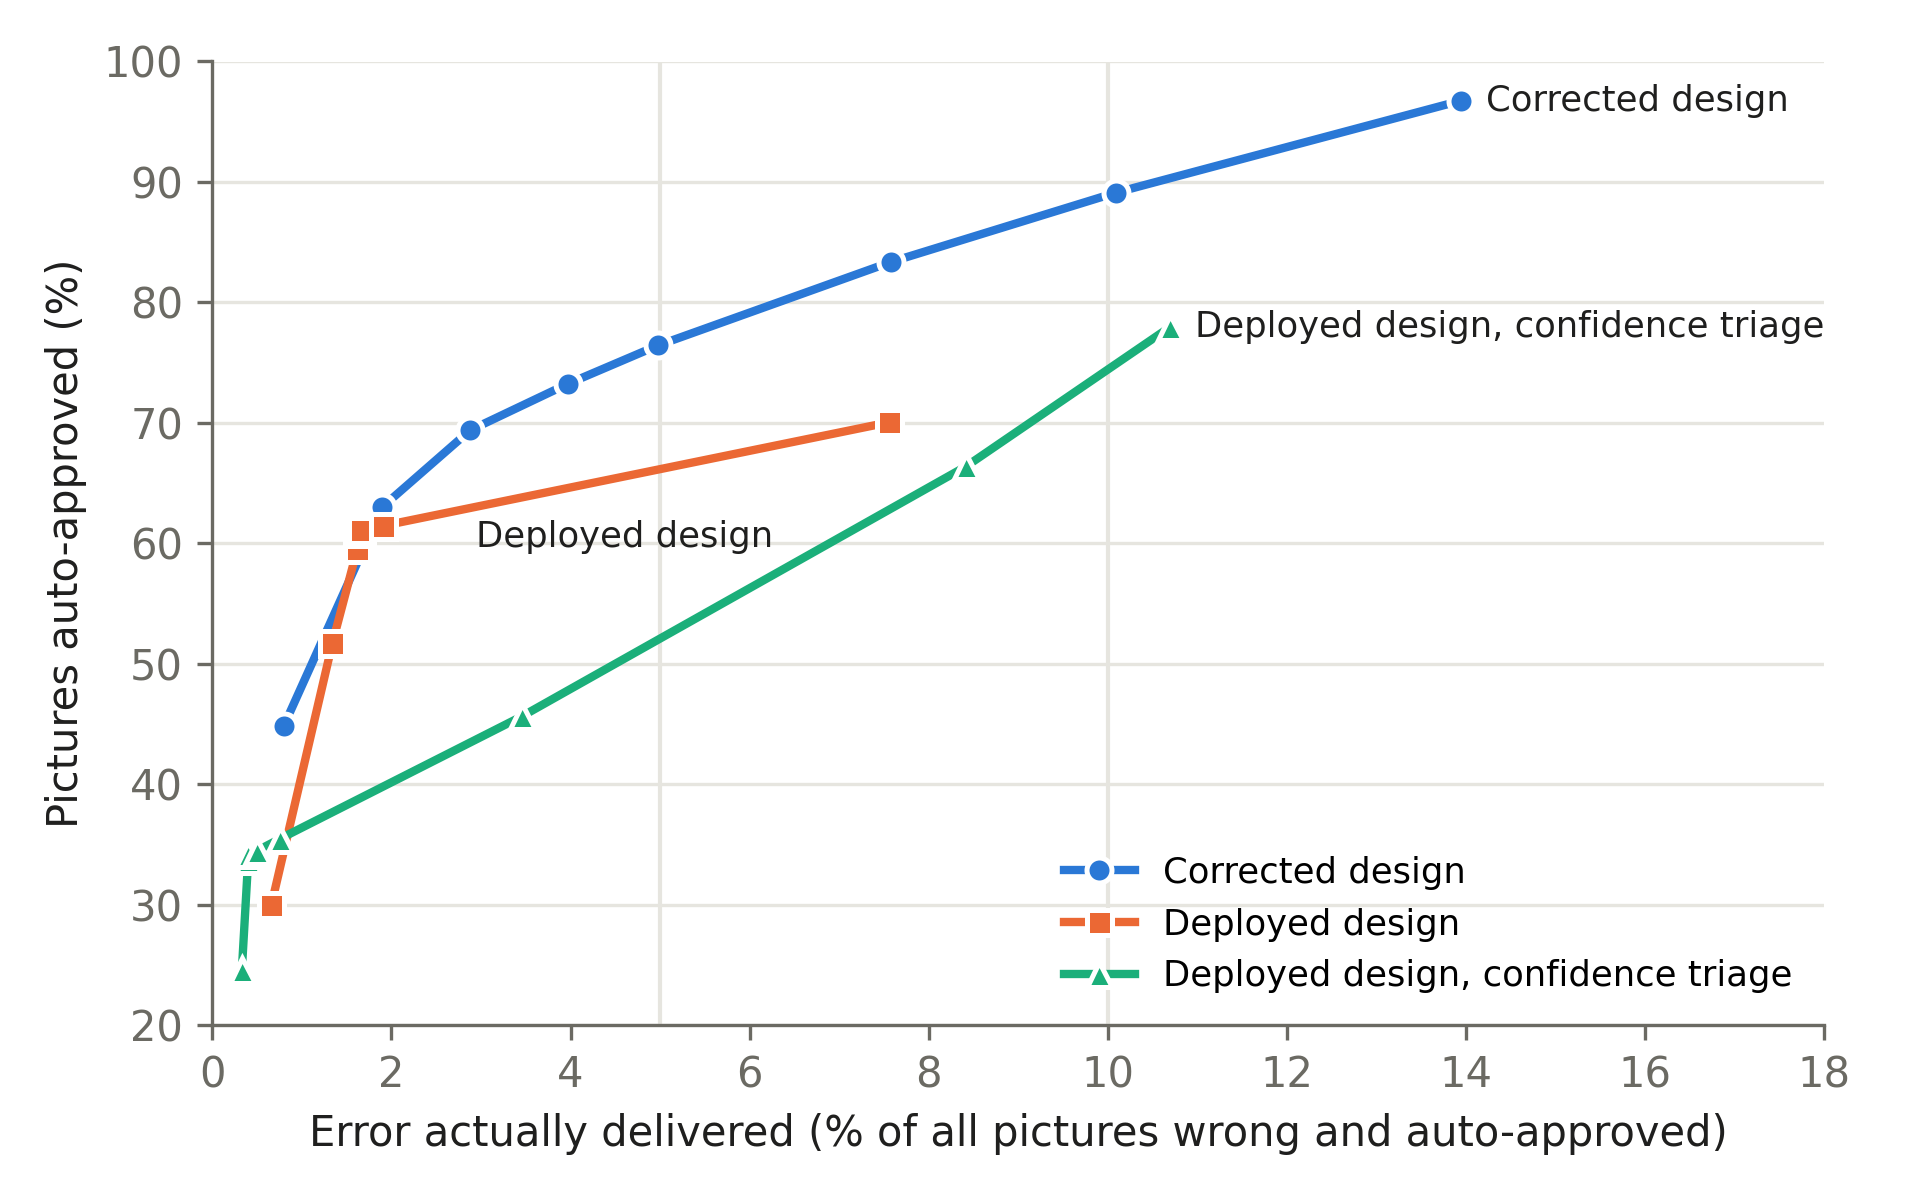 100
90
80
70
60
50
40
30
20
Pictures auto-approved (%)
Corrected design
Deployed design, confidence triage
Deployed design
Corrected design
Deployed design
Deployed design, confidence triage
0 2 4 6 8 10 12 14 16 18
Error actually delivered (% of all pictures wrong and auto-approved)